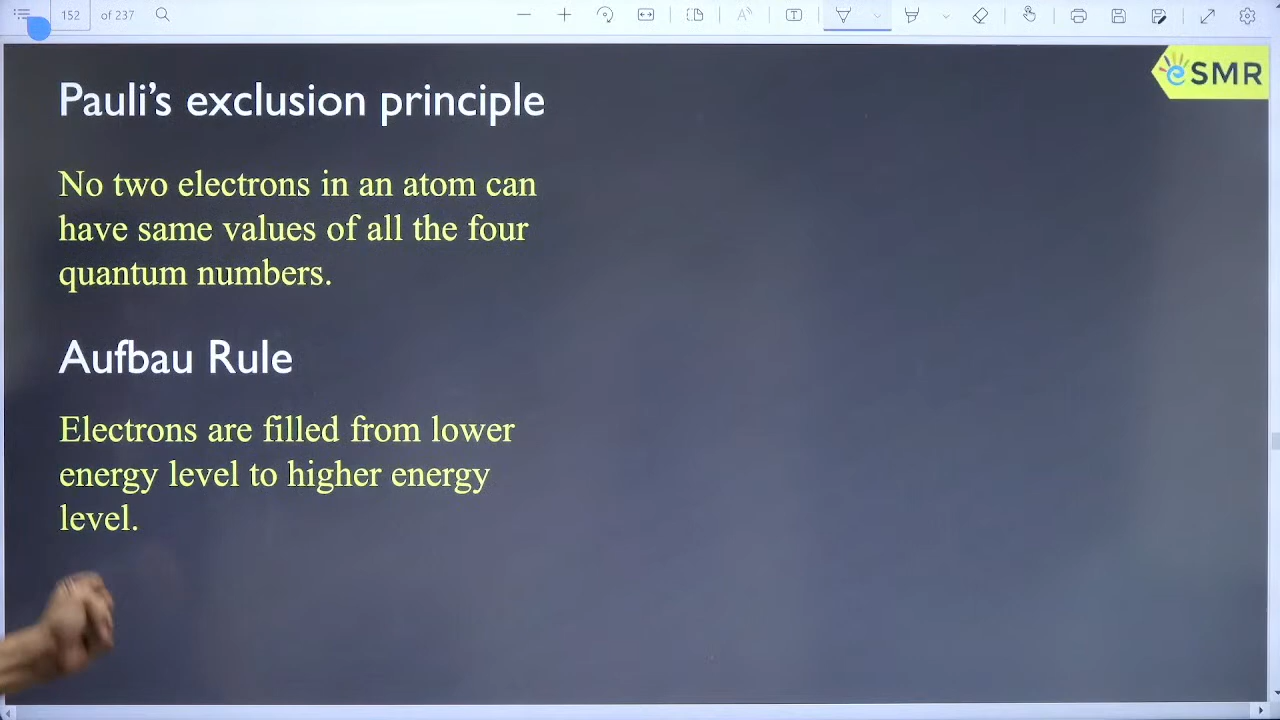 152 of 237
eSMR
Pauli’s exclusion principle
No two electrons in an atom can
have same values of all the four
quantum numbers.
Aufbau Rule
Electrons are filled from lower
energy level to higher energy
level.